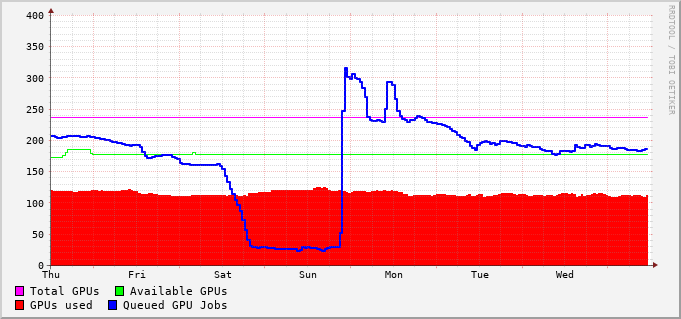 RRDTOOL / TOBI OETIKER
400
350
300
250
200
150
100
50
0
Thu Fri Sat Sun Mon Tue Wed
Total GPUs Available GPUs
GPUs used Queued GPU Jobs